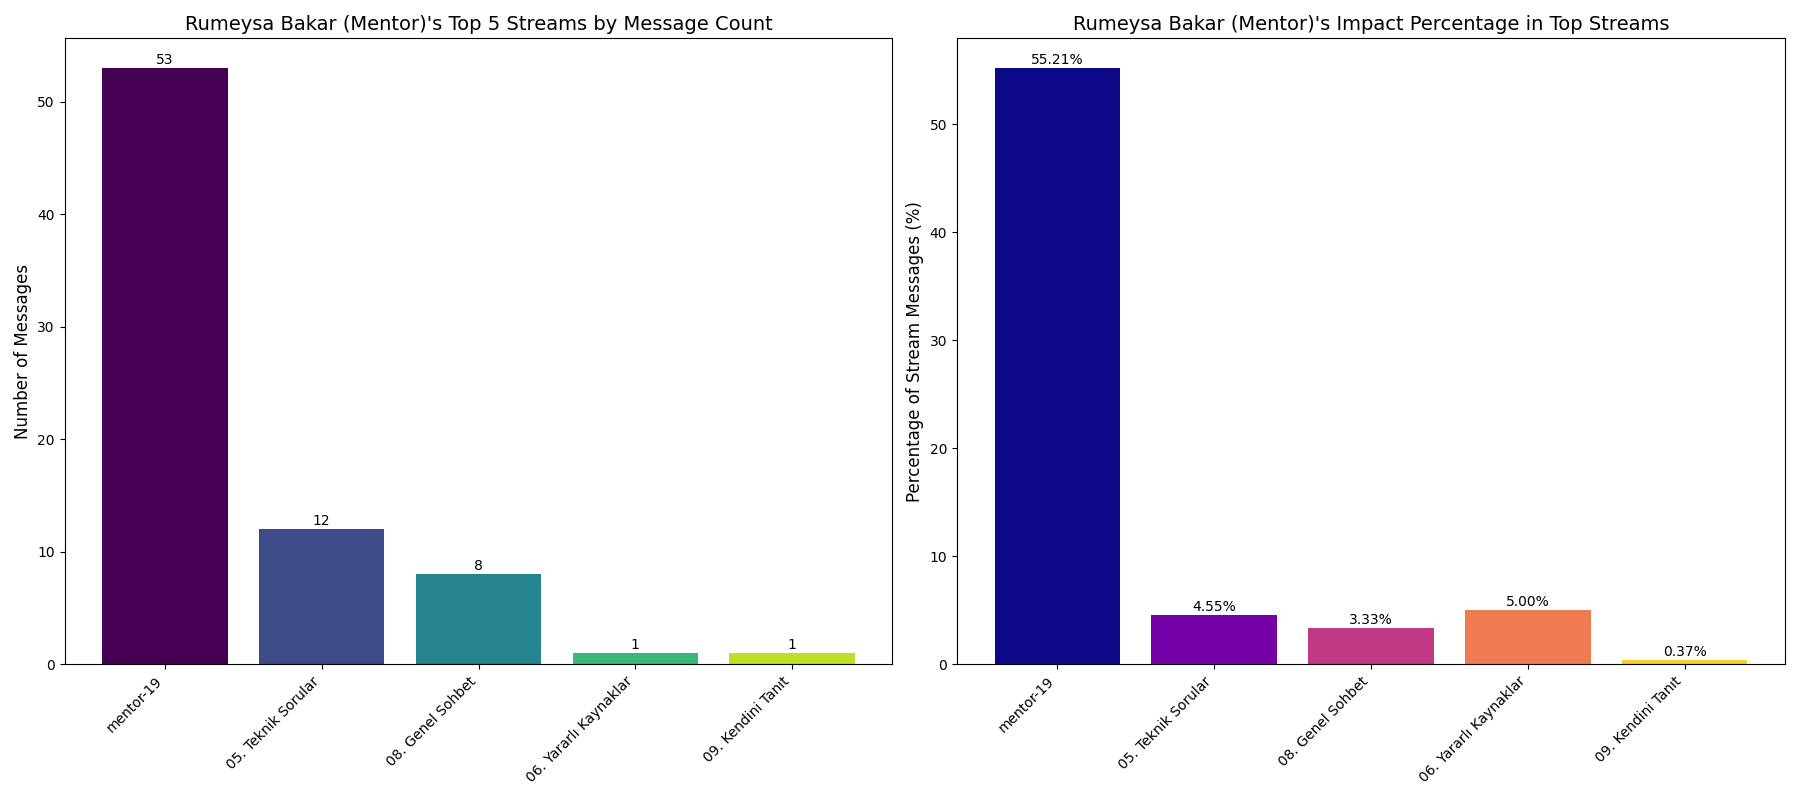 Rumeysa Bakar (Mentor)'s Top 5 Streams by Message Count
Number of Messages
50
40
30
20
10
0
53
12
8
1
1
mentor-19
05. Teknik Sorular
08. Genel Sohbet
06. Yararlı Kaynaklar
09. Kendini Tanıt
Rumeysa Bakar (Mentor)'s Impact Percentage in Top Streams
Percentage of Stream Messages (%)
50
40
30
20
10
0
55.21%
4.55%
3.33%
5.00%
0.37%
mentor-19
05. Teknik Sorular
08. Genel Sohbet
06. Yararlı Kaynaklar
09. Kendini Tanıt